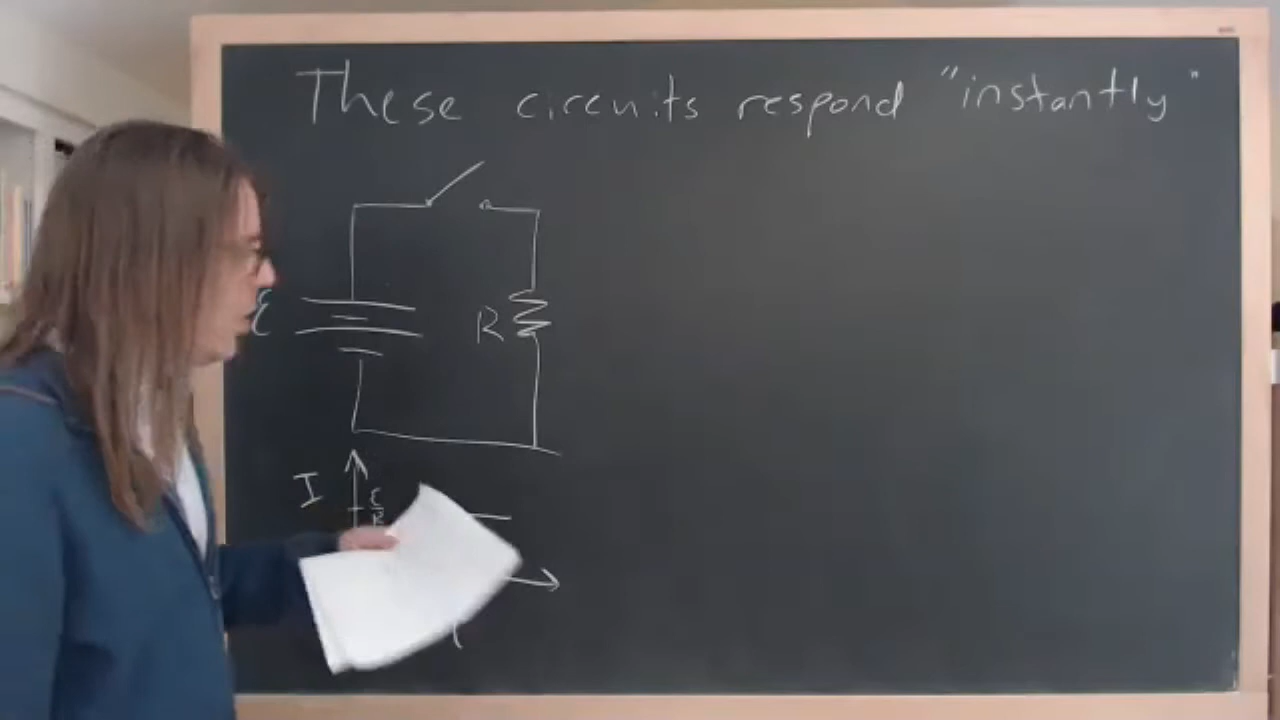 These circuits respond "instantly"
ε
R
I
ε/R